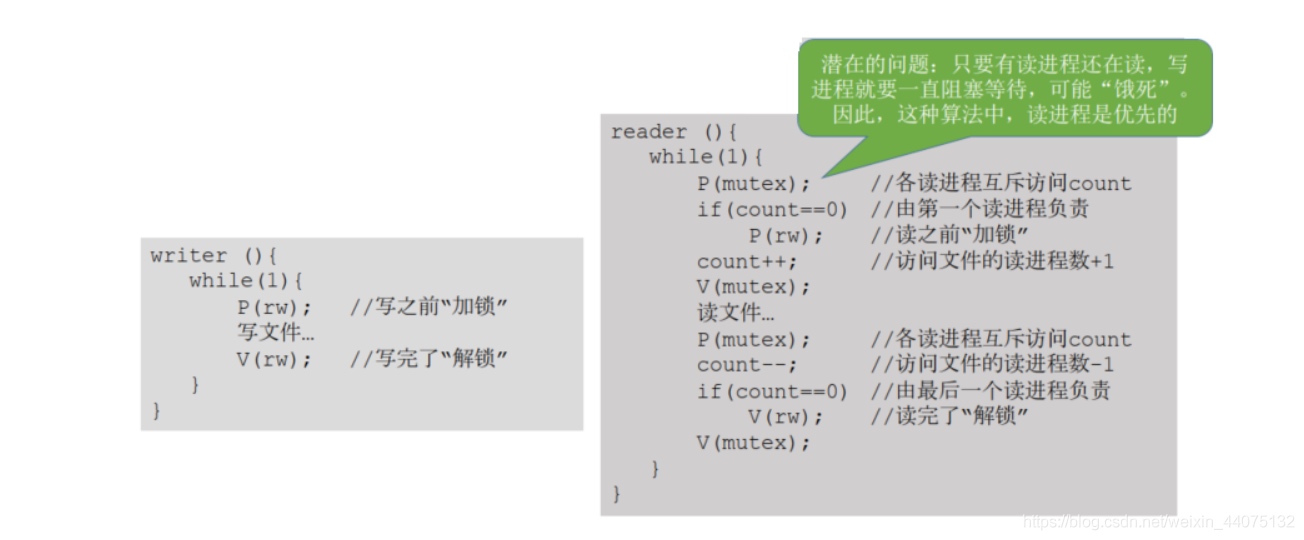 潜在的问题：只要有读进程还在读，写
进程就要一直阻塞等待，可能“饿死”。
因此，这种算法中，读进程是优先的
writer (){
while(1){
P(rw); //写之前“加锁”
写文件…
V(rw); //写完了“解锁”
}
}
reader (){
while(1){
P(mutex); //各读进程互斥访问count
if(count==0) //由第一个读进程负责
P(rw); //读之前“加锁”
count++; //访问文件的读进程数+1
V(mutex);
读文件…
P(mutex); //各读进程互斥访问count
count--; //访问文件的读进程数-1
if(count==0) //由最后一个读进程负责
V(rw); //读完了“解锁”
V(mutex);
}
}
https://blog.csdn.net/weixin_44075132